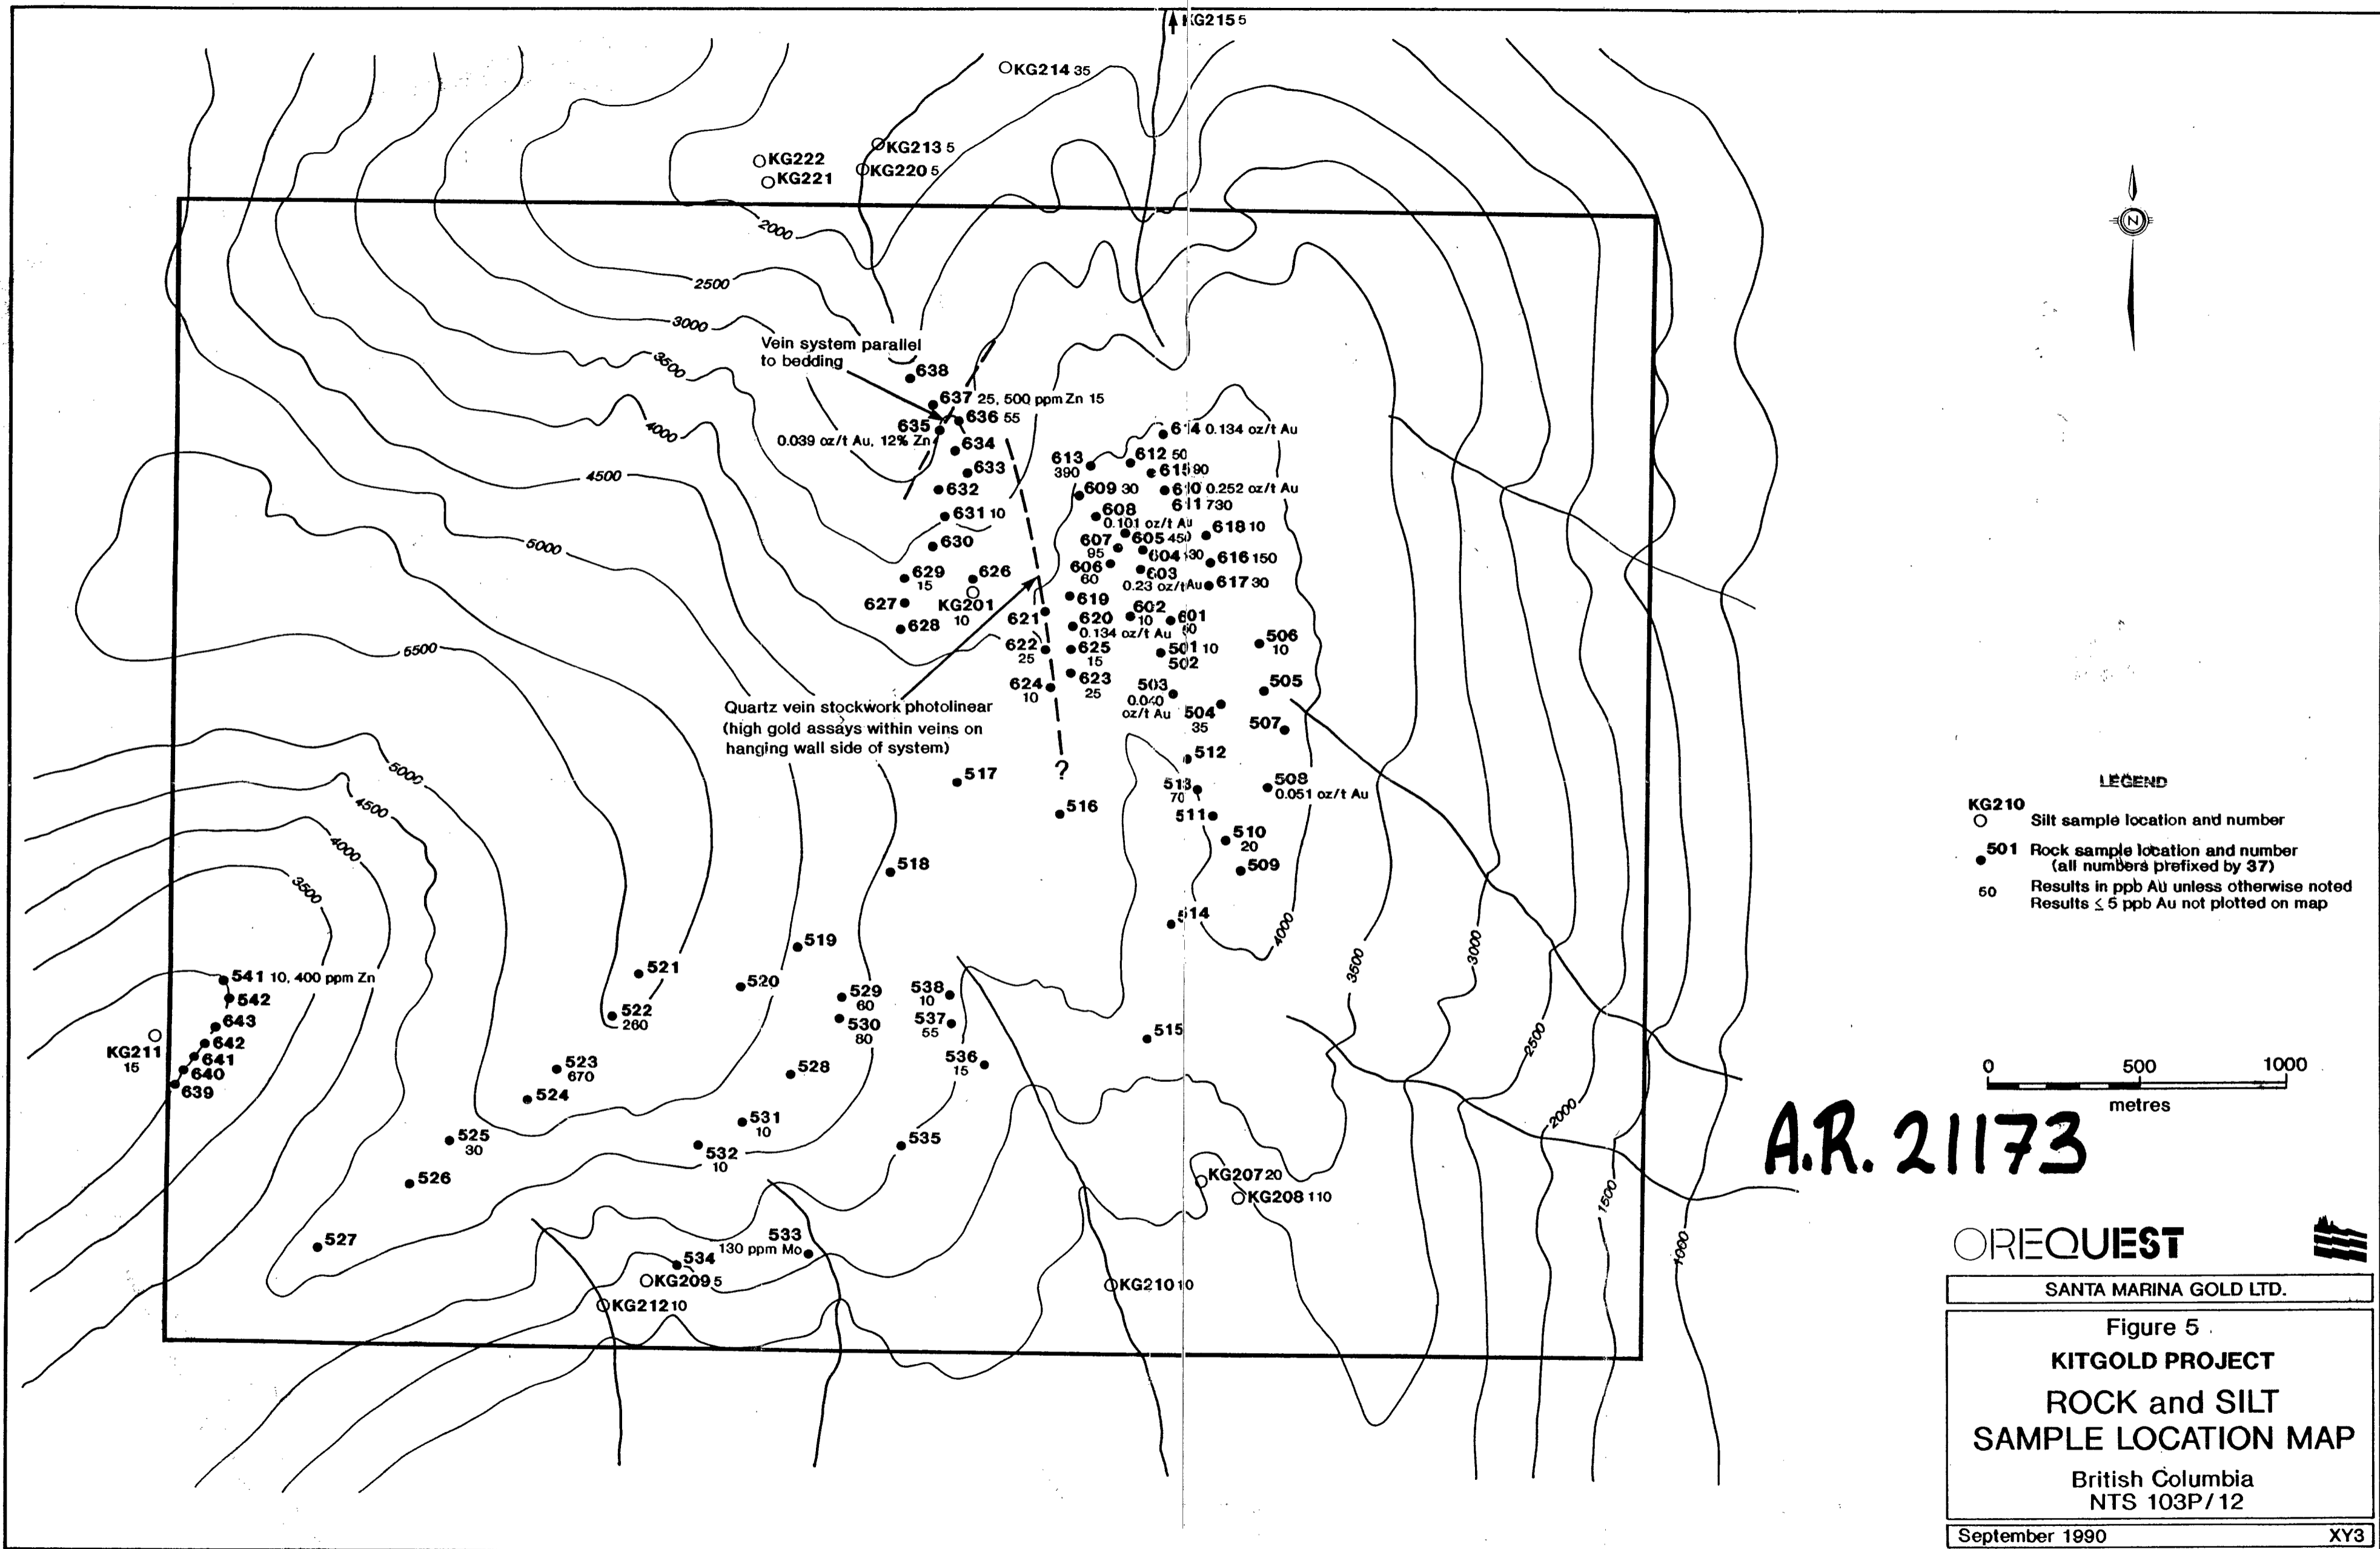 KG215 5
KG214 35
KG213 5
KG222
KG220 5
KG221
2000
2500
3000
3500
4000
4500
5000
6500
Vein system parallel
to bedding
638
637 25, 500 ppm Zn 15
636 55
635
0.039 oz/t Au, 12% Zn
634
633
632
631 10
630
629
15
626
627
KG201
10
628
614 0.134 oz/t Au
613
390
612 50
615 90
609 30
610 0.252 oz/t Au
611 730
608
0.101 oz/t Au
618 10
607
95
605 450
604 30
616 150
606
60
603
0.23 oz/t Au
617 30
619
621
602
10
601
620
0.134 oz/t Au
622
25
625
15
501 10
502
506
10
624
10
623
25
503
0.040
oz/t Au
504
35
505
507
Quartz vein stockwork photolinear
(high gold assays within veins on
hanging wall side of system)
?
512
517
513
70
508
0.051 oz/t Au
516
511
510
20
509
518
514
519
521
520
522
260
529
60
530
80
538
10
537
55
515
536
15
528
523
670
524
531
10
532
10
535
525
30
526
527
533
130 ppm Mo
534
KG209 5
KG212 10
KG207 20
KG208 110
KG210 10
541 10, 400 ppm Zn
542
643
642
641
640
639
KG211
15
5000
4500
4000
3500
4000
3500
3000
2500
2000
1500
1000
N
LEGEND
KG210
Silt sample location and number
501 Rock sample location and number
(all numbers prefixed by 37)
50 Results in ppb Au unless otherwise noted
Results ≤ 5 ppb Au not plotted on map
0 500 1000
metres
A.R. 21173
OREQUEST
SANTA MARINA GOLD LTD.
Figure 5
KITGOLD PROJECT
ROCK and SILT
SAMPLE LOCATION MAP
British Columbia
NTS 103P/12
September 1990 XY3